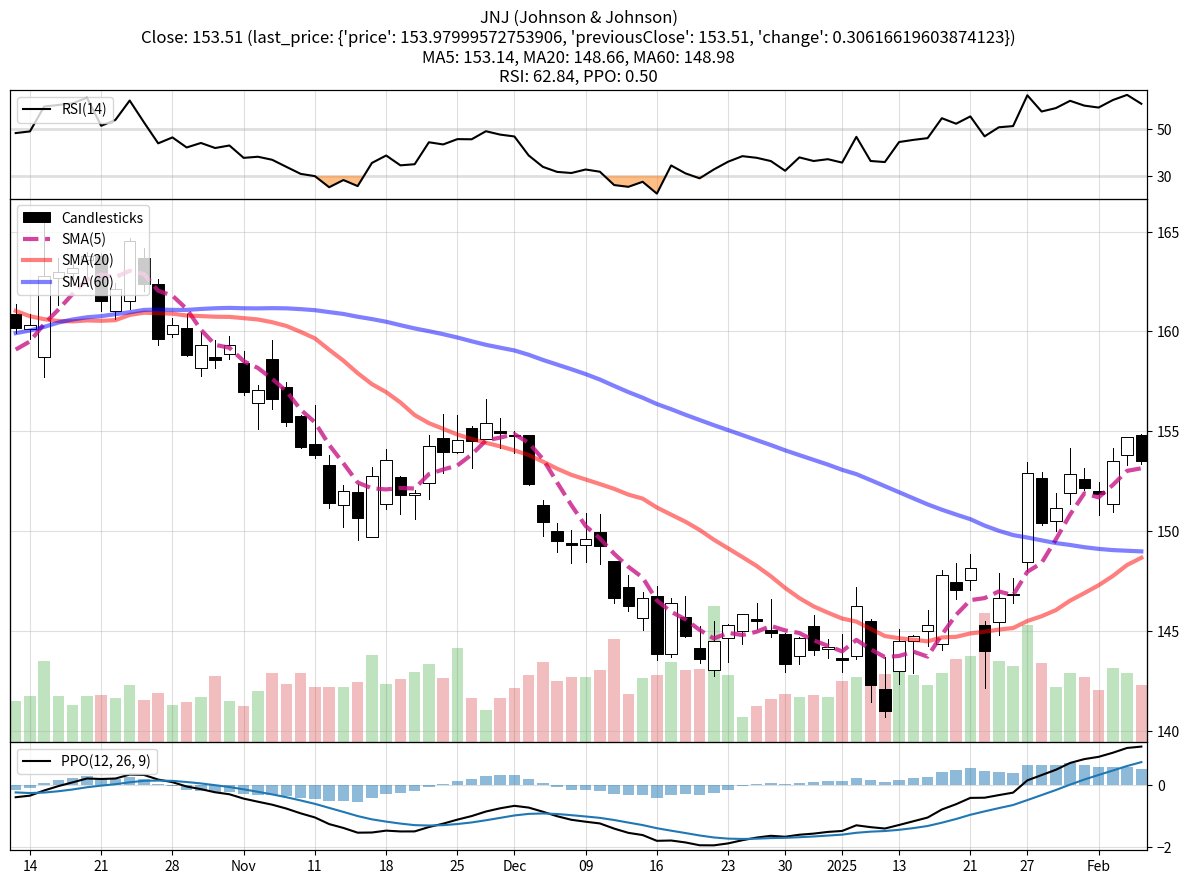 JNJ (Johnson & Johnson)
Close: 153.51 (last_price: {'price': 153.97999572753906, 'previousClose': 153.51, 'change': 0.30616619603874123})
MA5: 153.14, MA20: 148.66, MA60: 148.98
RSI: 62.84, PPO: 0.50
RSI(14)
50
30
Candlesticks
SMA(5)
SMA(20)
SMA(60)
165
160
155
150
145
140
PPO(12, 26, 9)
0
−2
14 21 28 Nov 11 18 25 Dec 09 16 23 30 2025 13 21 27 Feb